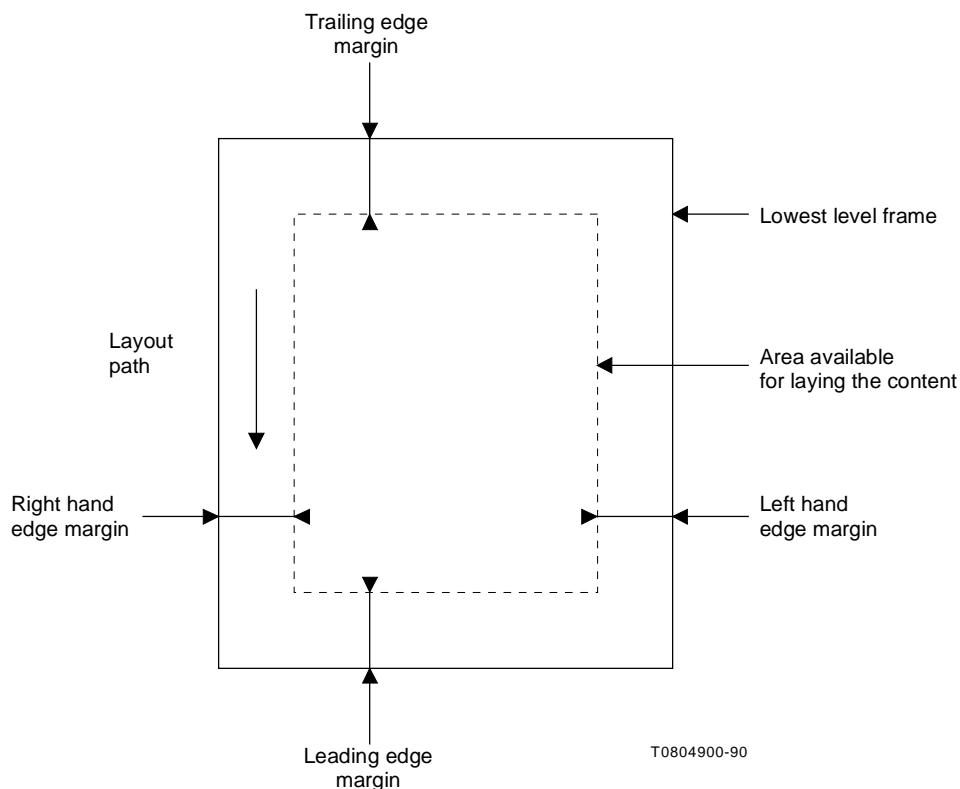 Trailing edge
margin
Lowest level frame
Layout
path
Area available
for laying the content
Right hand
edge margin
Left hand
edge margin
Leading edge
margin
T0804900-90